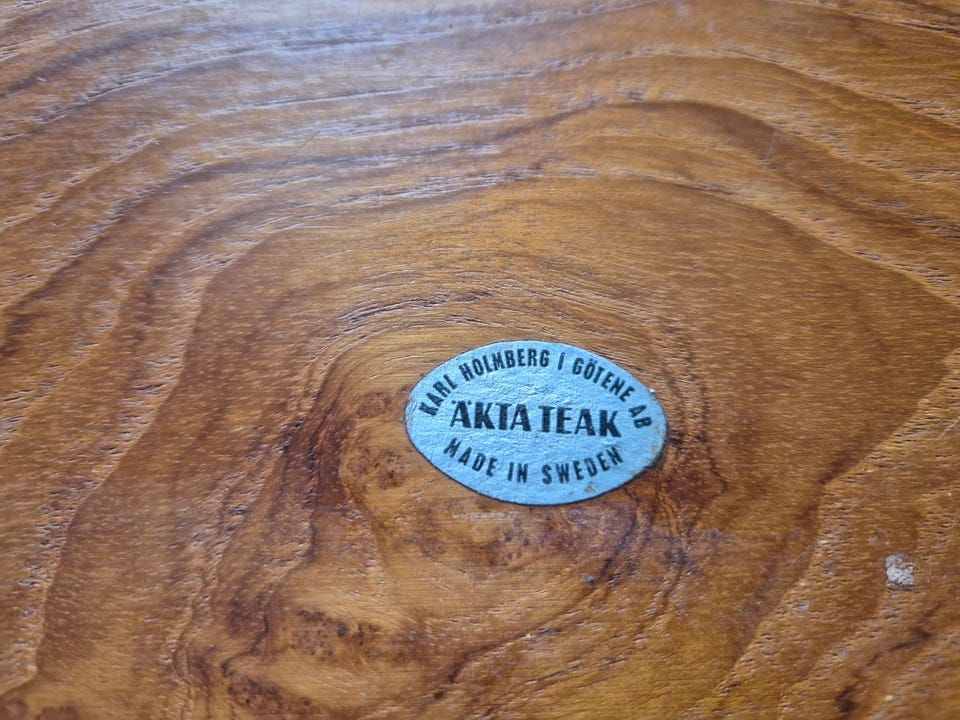 KARL HOLMBERG I GÖTENE AB
ÄKTA TEAK
MADE IN SWEDEN